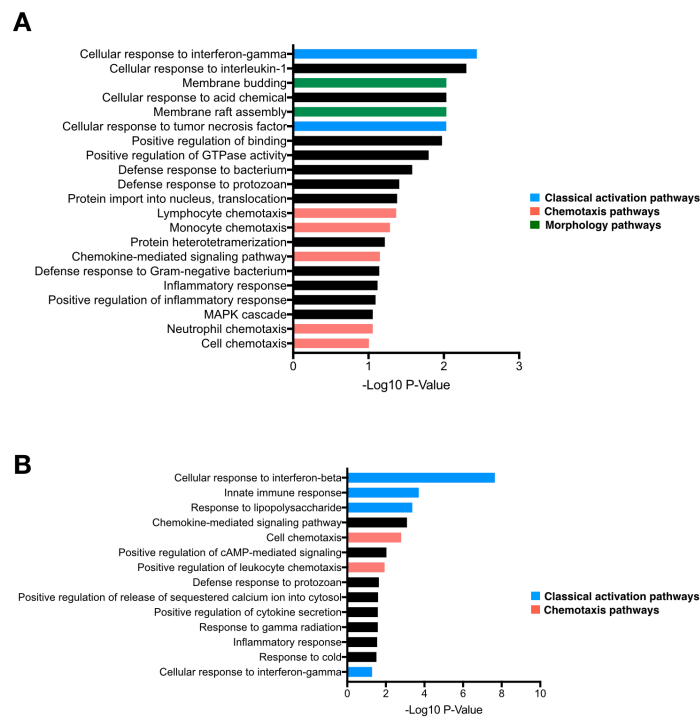 A
Cellular response to interferon-gamma
Cellular response to interleukin-1
Membrane budding
Cellular response to acid chemical
Membrane raft assembly
Cellular response to tumor necrosis factor
Positive regulation of binding
Positive regulation of GTPase activity
Defense response to bacterium
Defense response to protozoan
Protein import into nucleus, translocation
Lymphocyte chemotaxis
Monocyte chemotaxis
Protein heterotetramerization
Chemokine-mediated signaling pathway
Defense response to Gram-negative bacterium
Inflammatory response
Positive regulation of inflammatory response
MAPK cascade
Neutrophil chemotaxis
Cell chemotaxis
0 1 2 3
-Log10 P-Value
Classical activation pathways
Chemotaxis pathways
Morphology pathways
B
Cellular response to interferon-beta
Innate immune response
Response to lipopolysaccharide
Chemokine-mediated signaling pathway
Cell chemotaxis
Positive regulation of cAMP-mediated signaling
Positive regulation of leukocyte chemotaxis
Defense response to protozoan
Positive regulation of release of sequestered calcium ion into cytosol
Positive regulation of cytokine secretion
Response to gamma radiation
Inflammatory response
Response to cold
Cellular response to interferon-gamma
0 2 4 6 8 10
-Log10 P-Value
Classical activation pathways
Chemotaxis pathways